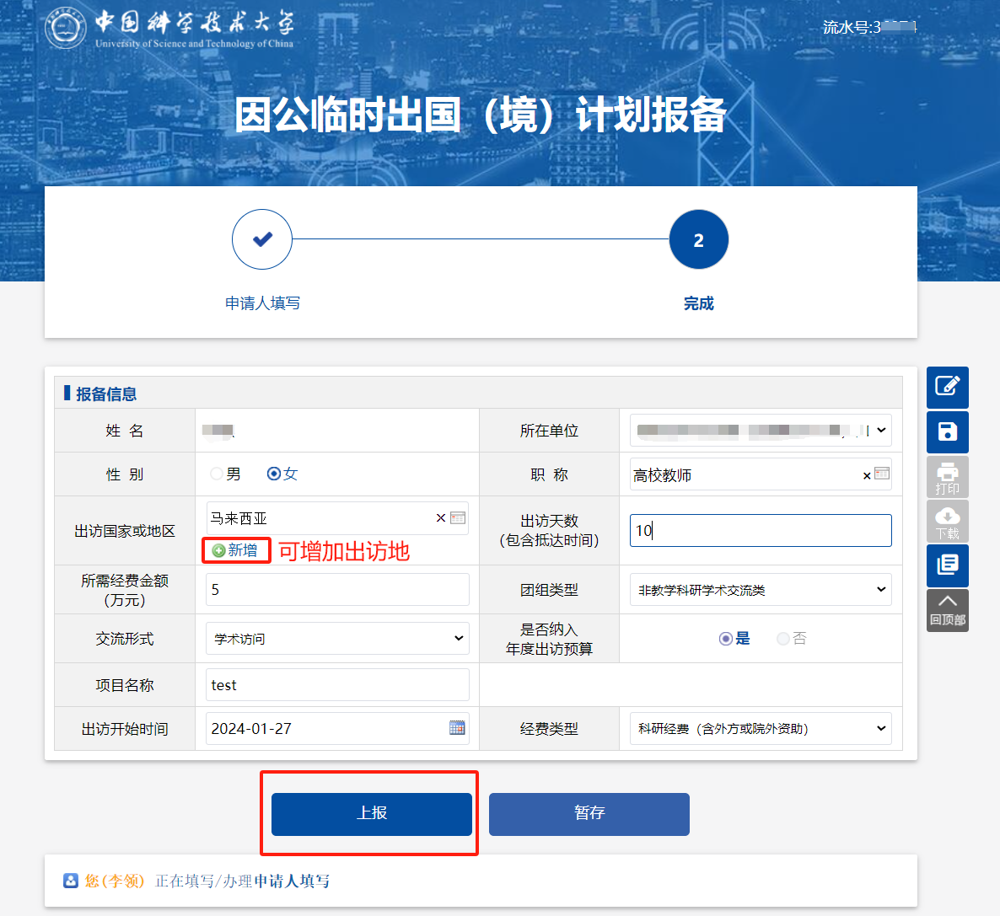 中国科学技术大学
University of Science and Technology of China
流水号:3
因公临时出国（境）计划报备
2
申请人填写
完成
报备信息
姓 名
所在单位
性 别
男
女
职 称
高校教师
出访国家或地区
马来西亚
新增
可增加出访地
出访天数
（包含抵达时间）
10
所需经费金额
（万元）
5
团组类型
非教学科研学术交流类
交流形式
学术访问
是否纳入
年度出访预算
是
否
项目名称
test
出访开始时间
2024-01-27
经费类型
科研经费（含外方或院外资助）
打印
下载
回顶部
上报
暂存
您(李领) 正在填写/办理申请人填写